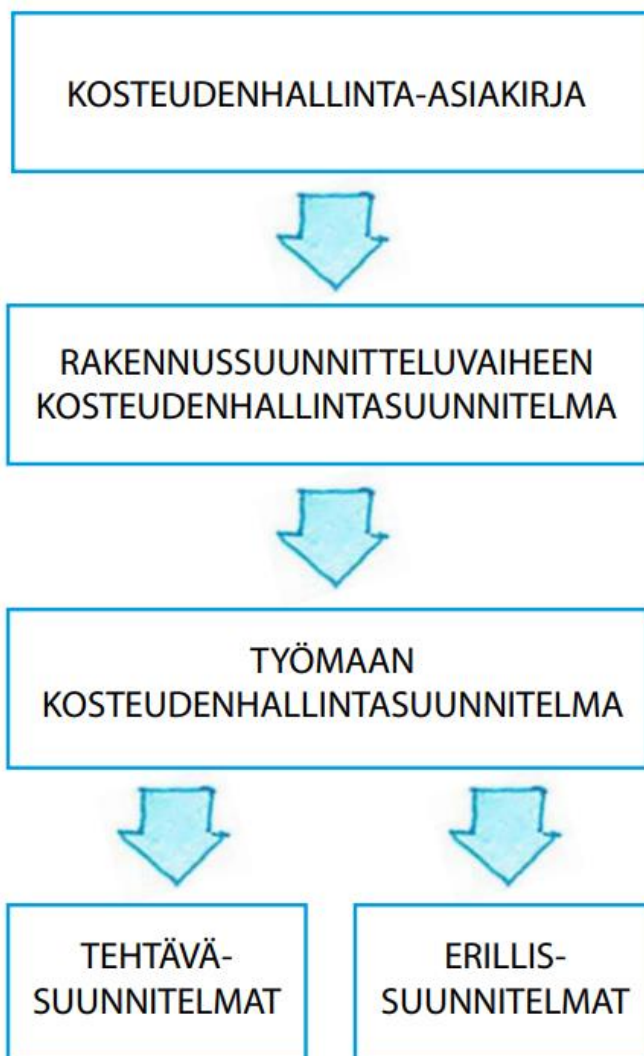 KOSTEUDENHALLINTA-ASIAKIRJA
RAKENNUSSUUNNITTELUVAIHEEN
KOSTEUDENHALLINTASUUNNITELMA
TYÖMAAN
KOSTEUDENHALLINTASUUNNITELMA
TEHTÄVÄ-
SUUNNITELMAT
ERILLIS-
SUUNNITELMAT